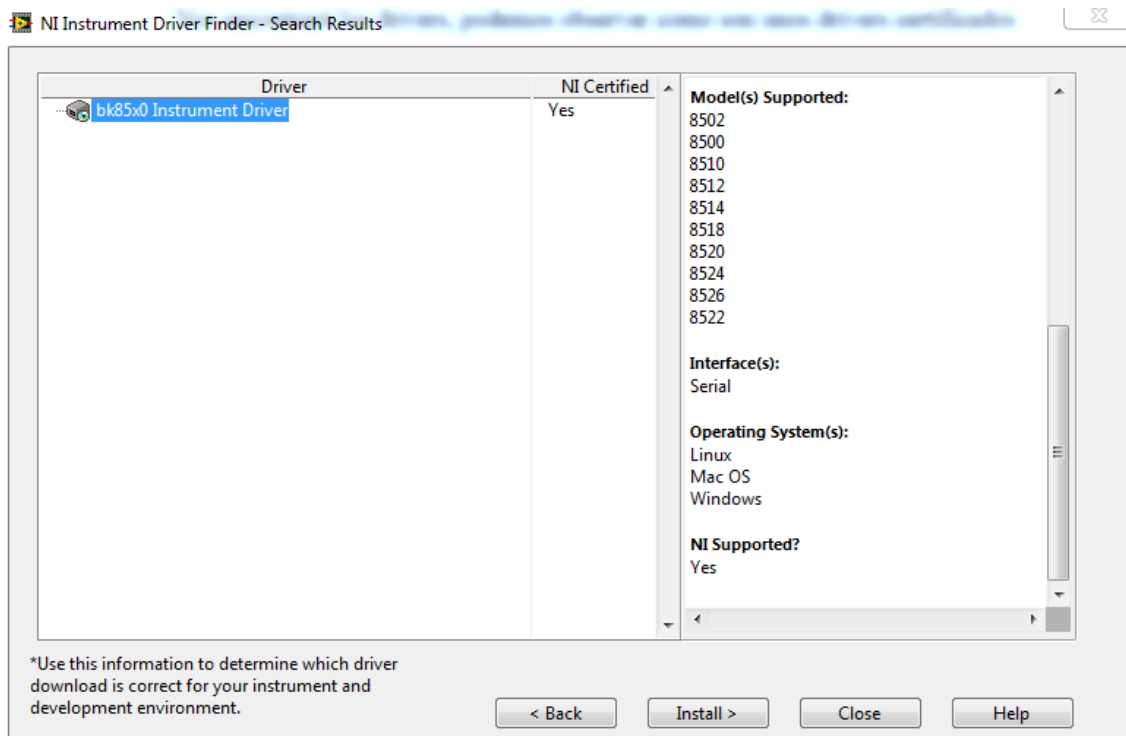 NI Instrument Driver Finder - Search Results
Driver NI Certified
bk85x0 Instrument Driver Yes
Model(s) Supported:
8502
8500
8510
8512
8514
8518
8520
8524
8526
8522
Interface(s):
Serial
Operating System(s):
Linux
Mac OS
Windows
NI Supported?
Yes
*Use this information to determine which driver
download is correct for your instrument and
development environment.
< Back Install > Close Help